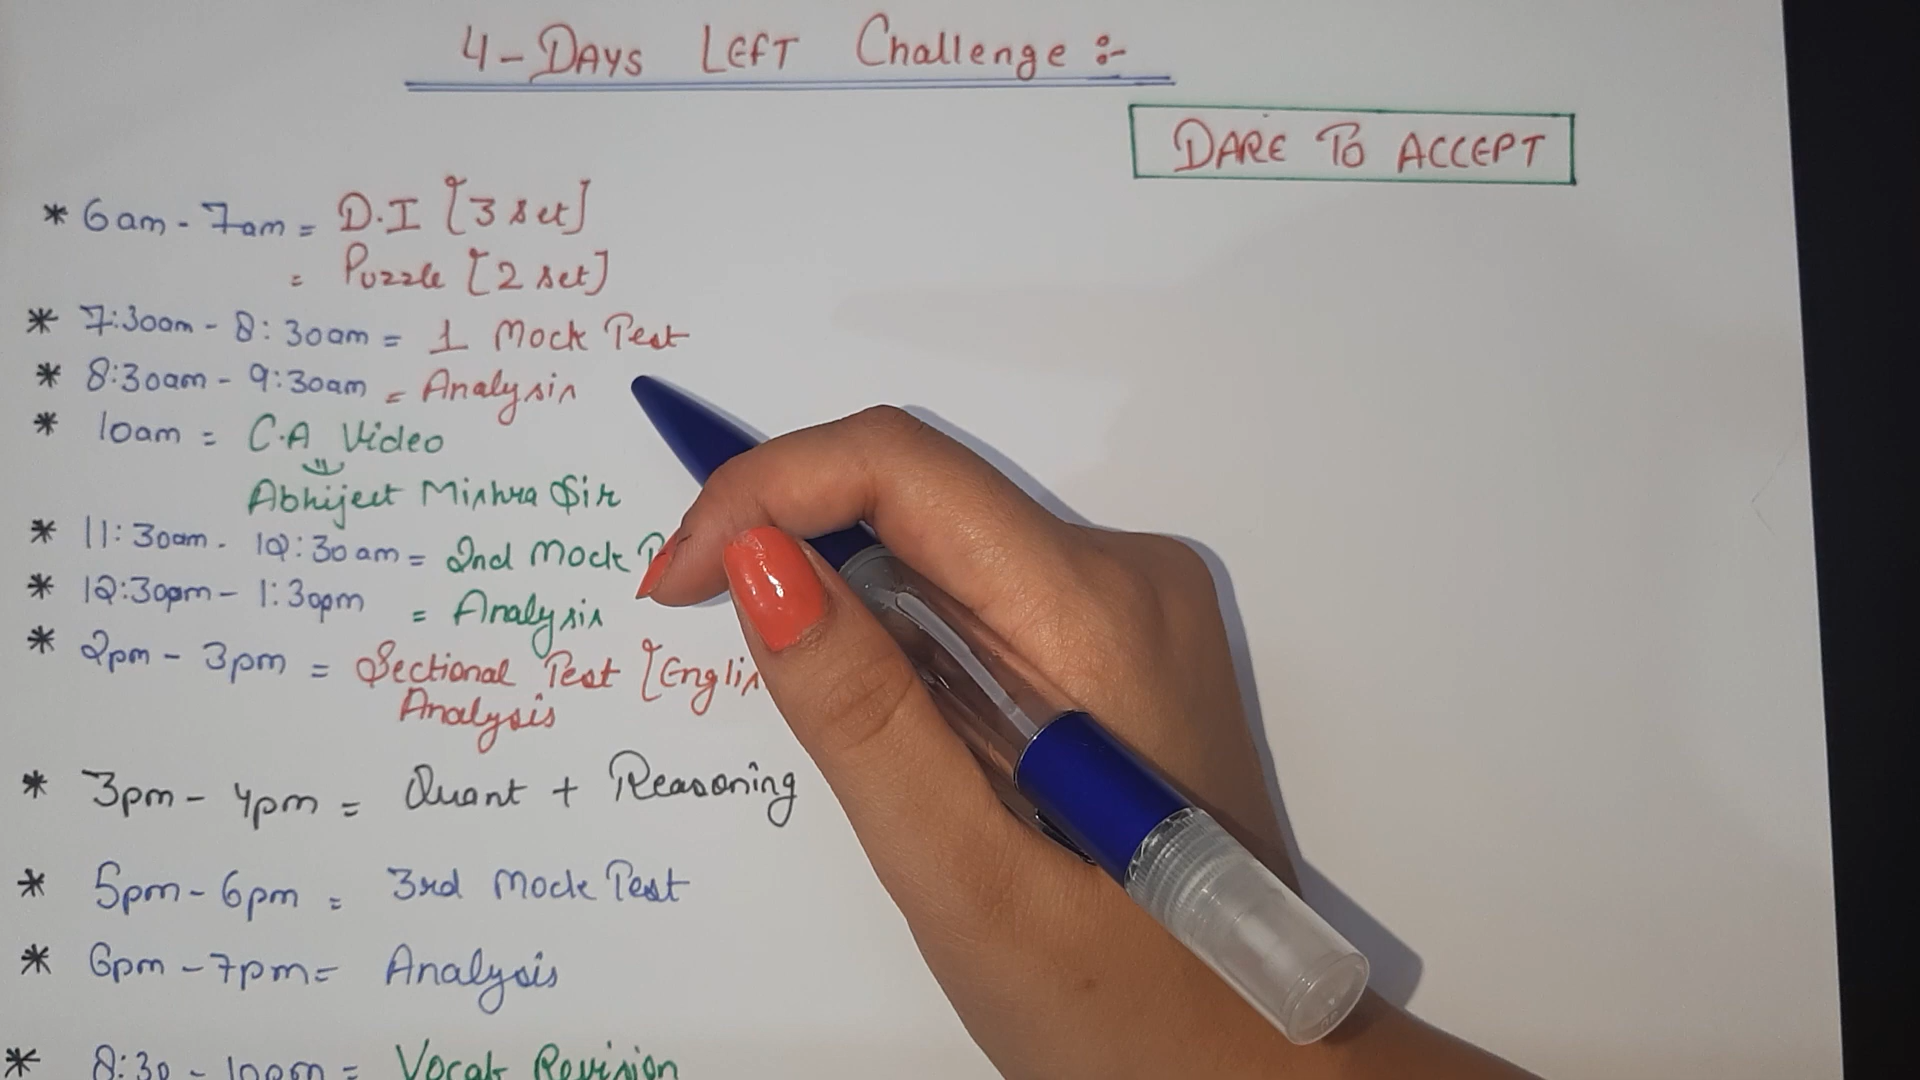 4-DAYS LEFT Challenge :-
DARE TO ACCEPT
* 6am - 7am = D.I [3 set]
= Puzzle [2 set]
* 7:30am - 8:30am = 1 Mock Test
* 8:30am - 9:30am = Analysis
* 10am = C.A Video
Abhijeet Mishra Sir
* 11:30am - 12:30am = 2nd Mock
* 12:30pm - 1:30pm = Analysis
* 2pm - 3pm = Sectional Test [Englis
Analysis
* 3pm - 4pm = Quant + Reasoning
* 5pm - 6pm = 3rd Mock Test
* 6pm - 7pm = Analysis
* 8:30 - 10pm = Vocab Revision